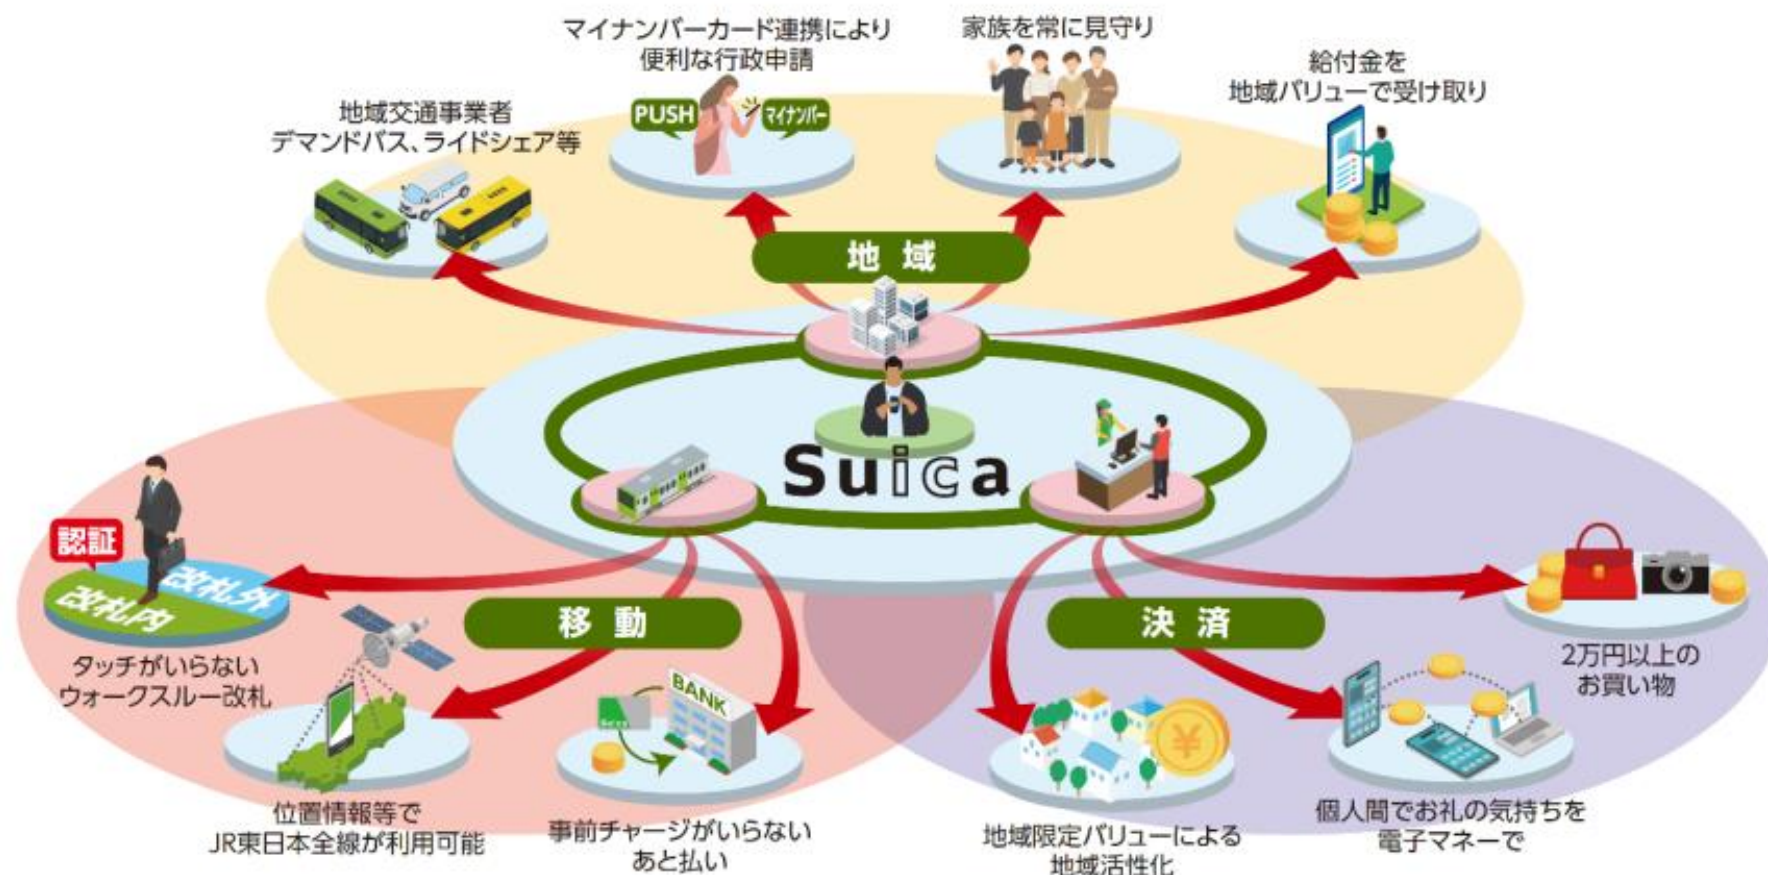 マイナンバーカード連携により
便利な行政申請
家族を常に見守り
給付金を
地域バリューで受け取り
地域交通事業者
デマンドバス、ライドシェア等
PUSH
マイナンバー
地域
Suica
認証
改札外
改札内
タッチがいらない
ウォークスルー改札
移動
位置情報等で
JR東日本全線が利用可能
BANK
事前チャージがいらない
あと払い
決済
地域限定バリューによる
地域活性化
¥
個人間でお礼の気持ちを
電子マネーで
2万円以上の
お買い物